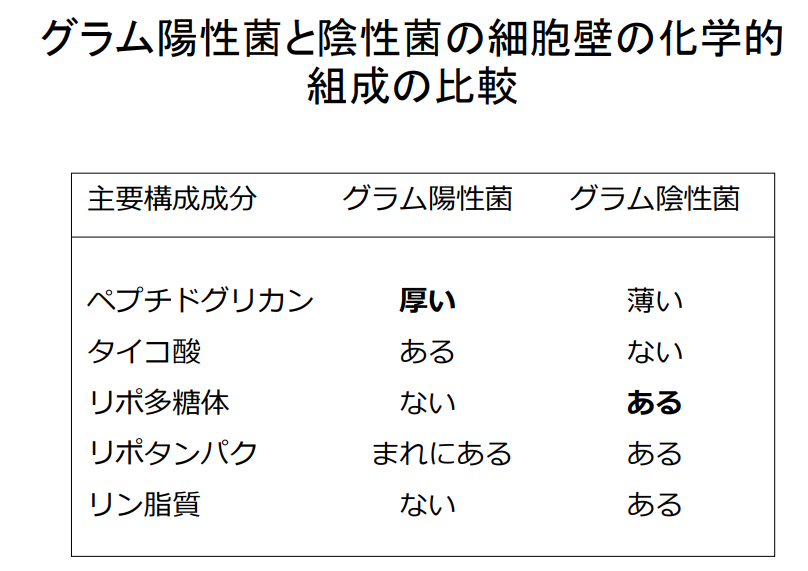 グラム陽性菌と陰性菌の細胞壁の化学的
組成の比較
主要構成成分 グラム陽性菌 グラム陰性菌
ペプチドグリカン 厚い 薄い
タイコ酸 ある ない
リポ多糖体 ない ある
リポタンパク まれにある ある
リン脂質 ない ある